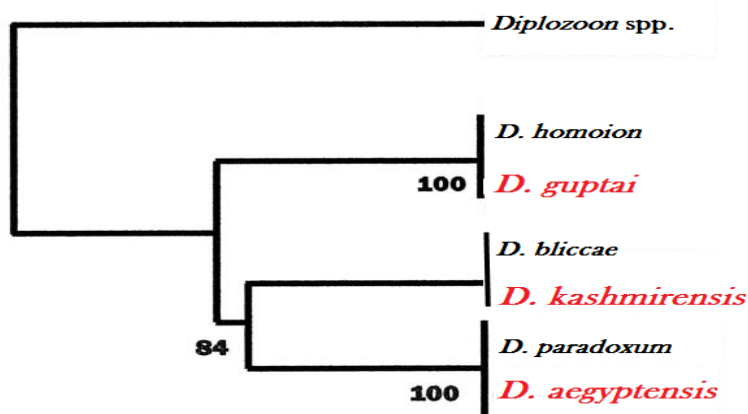 Diplozoon spp.
D. homoion
100
D. guptai
D. bliccae
D. kashmirensis
84
D. paradoxum
100
D. aegyptensis